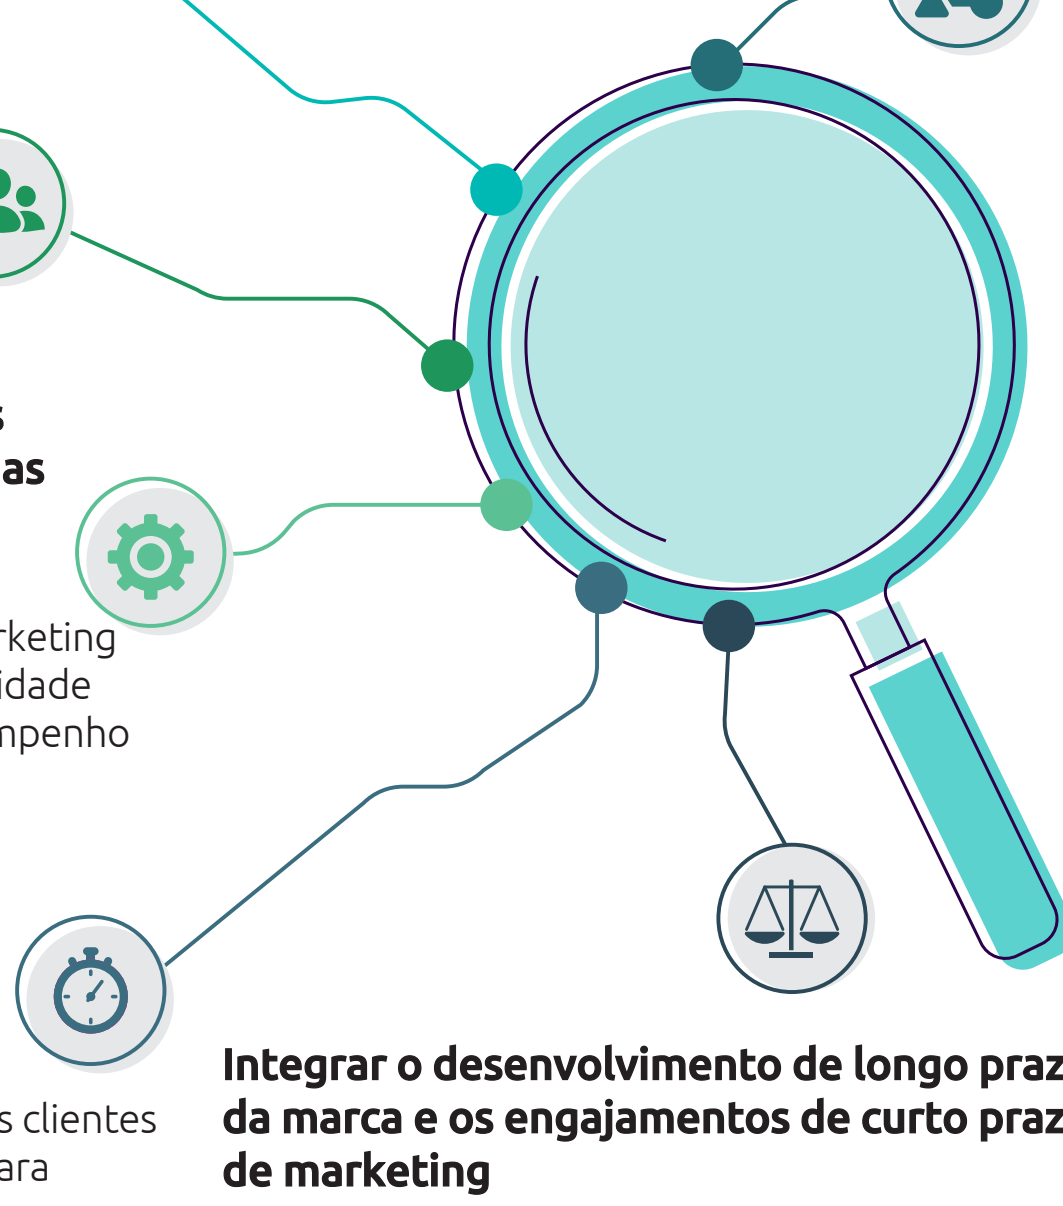 as
rketing
idade
mpenho
s clientes
ara
Integrar o desenvolvimento de longo praz
da marca e os engajamentos de curto praz
de marketing